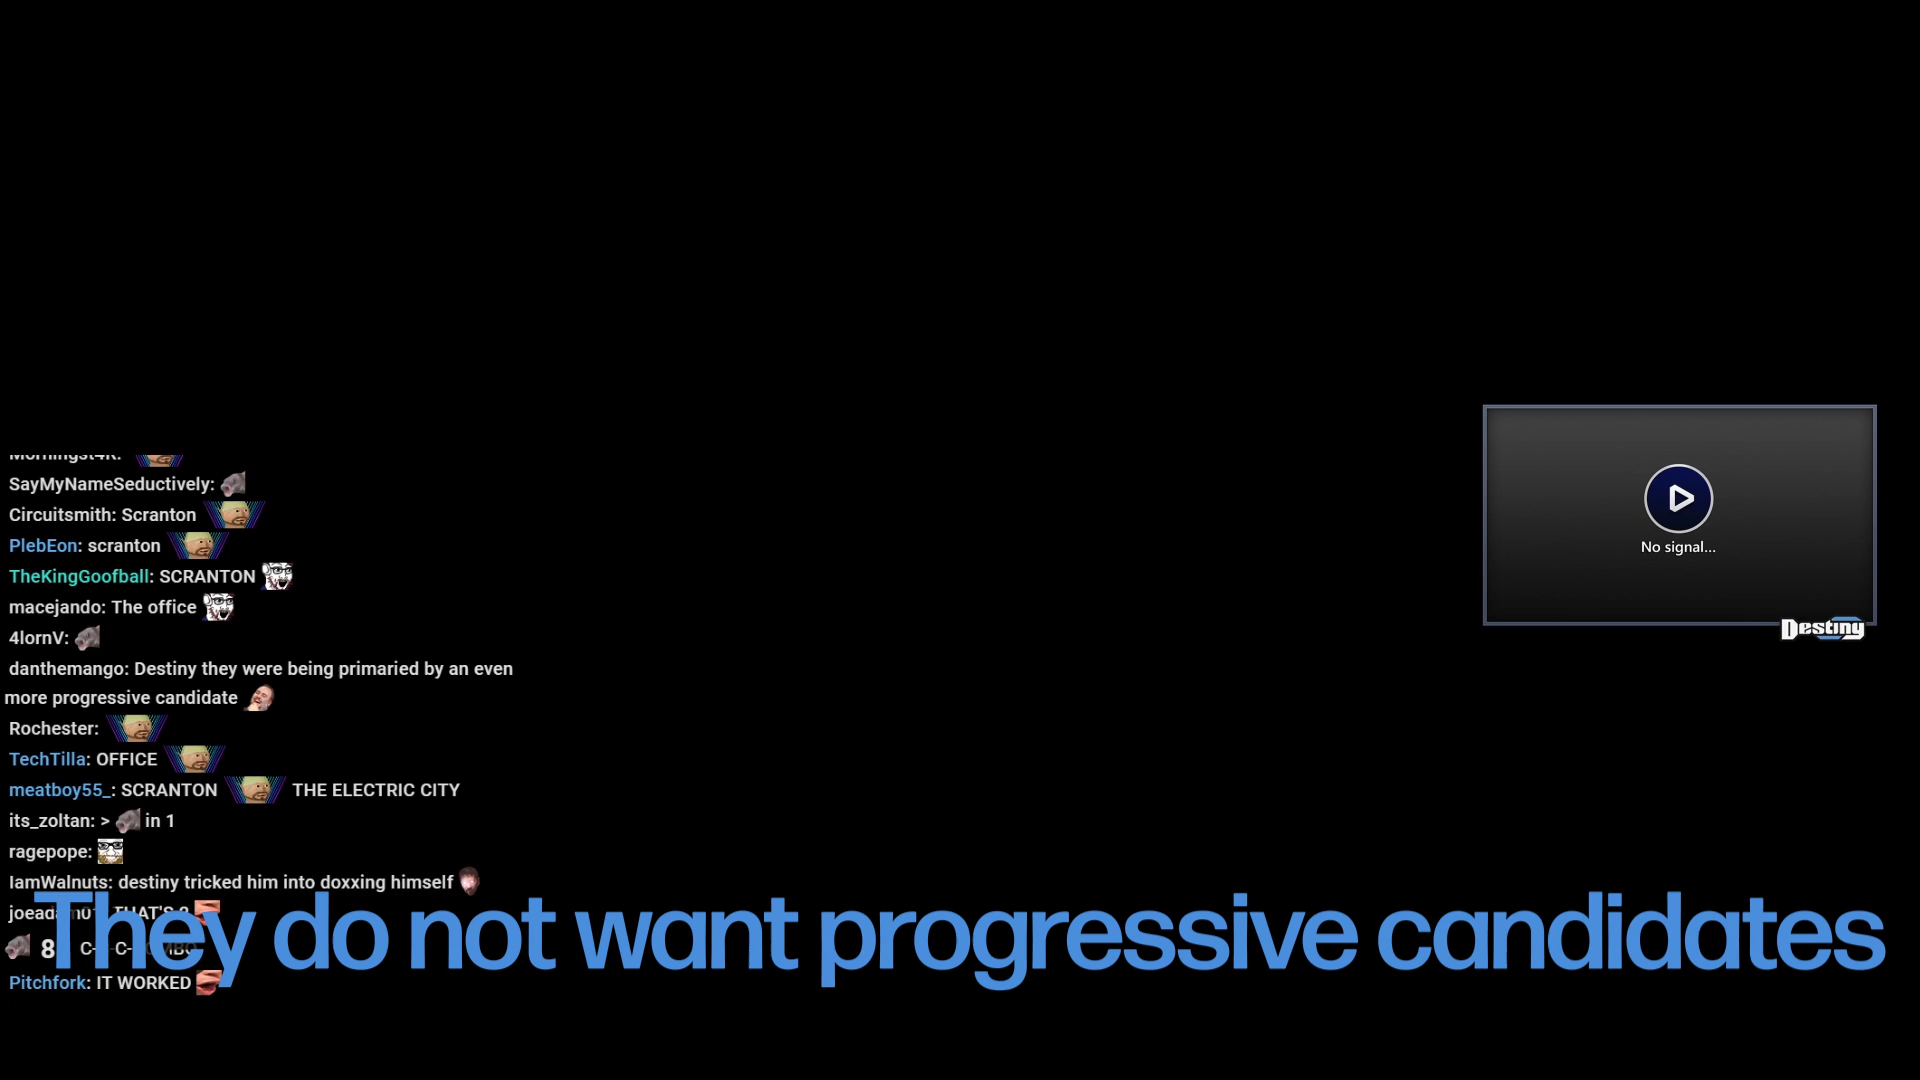 Morningst4R:
SayMyNameSeductively:
Circuitsmith: Scranton
PlebEon: scranton
TheKingGoofball: SCRANTON
macejando: The office
4lornV:
danthemango: Destiny they were being primaried by an even
more progressive candidate
Rochester:
TechTilla: OFFICE
meatboy55_: SCRANTON THE ELECTRIC CITY
its_zoltan: > in 1
ragepope:
IamWalnuts: destiny tricked him into doxxing himself
8
Pitchfork: IT WORKED
They do not want progressive candidates
No signal...
Destiny